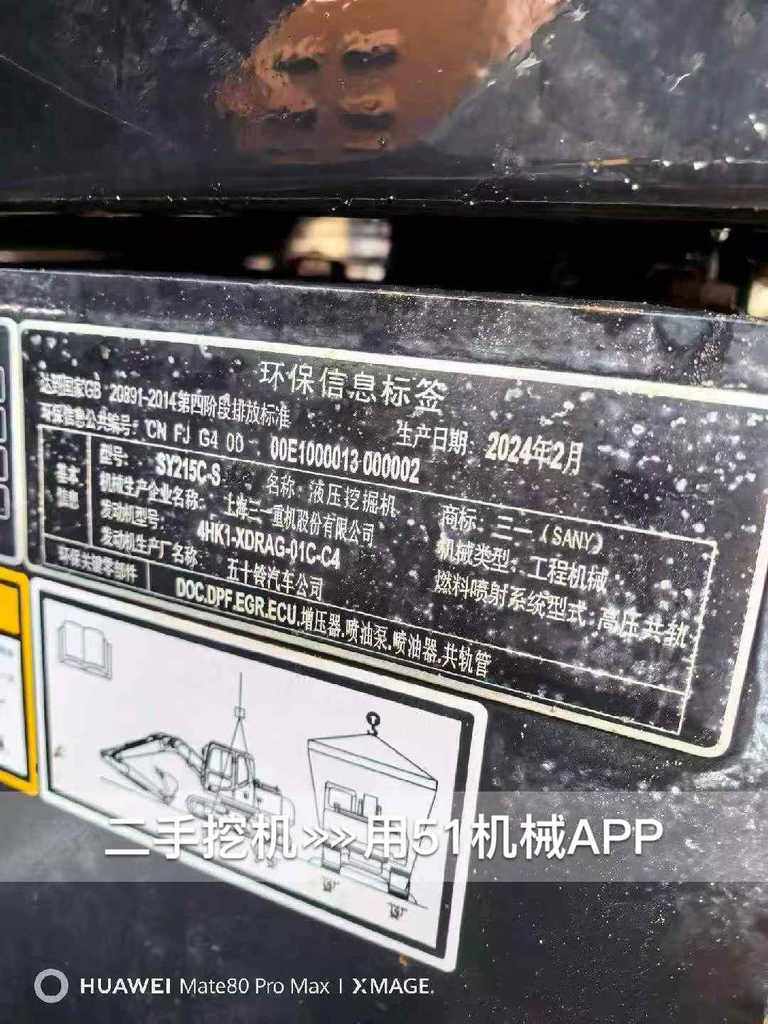 环保信息标签
达到国家GB 20891-2014第四阶段排放标准
生产日期: 2024年2月
环保信息公共编号: CN FJ G4 00 00E1000013 000002
基本信息
型号: SY215C-S 名称: 液压挖掘机 商标: 三一 (SANY)
机械生产企业名称: 上海三一重机股份有限公司 机械类型: 工程机械
发动机型号: 4HK1-XDRAG-01C-C4 燃料喷射系统型式: 高压共轨
发动机生产厂名称: 五十铃汽车公司
环保关键零部件 DOC.DPF.EGR.ECU.增压器.喷油泵.喷油器.共轨管
二手挖机»»用51机械APP
HUAWEI Mate80 Pro Max | XMAGE.